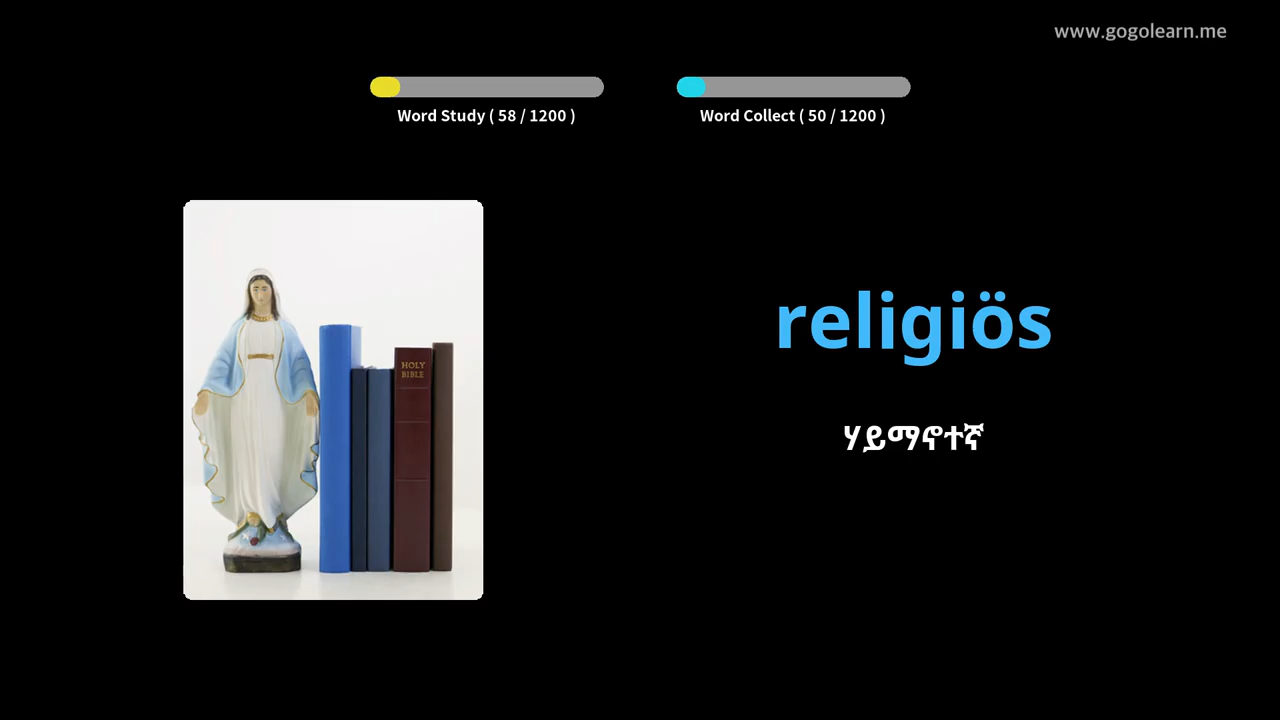 www.gogolearn.me
Word Study ( 58 / 1200 )
Word Collect ( 50 / 1200 )
HOLY
BIBLE
religiös
ሃይማኖተኛ